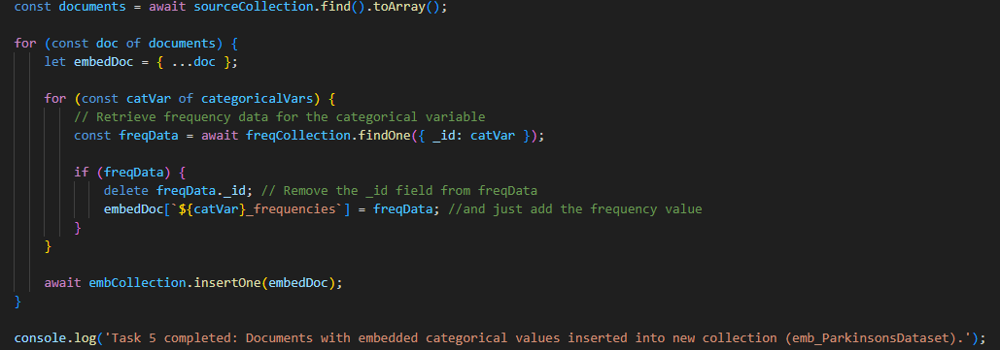 const documents = await sourceCollection.find().toArray();
for (const doc of documents) {
let embedDoc = { ...doc };
for (const catVar of categoricalVars) {
// Retrieve frequency data for the categorical variable
const freqData = await freqCollection.findOne({ _id: catVar });
if (freqData) {
delete freqData._id; // Remove the _id field from freqData
embedDoc[`${catVar}_frequencies`] = freqData; //and just add the frequency value
}
}
await embCollection.insertOne(embedDoc);
}
console.log('Task 5 completed: Documents with embedded categorical values inserted into new collection (emb_ParkinsonsDataset).');